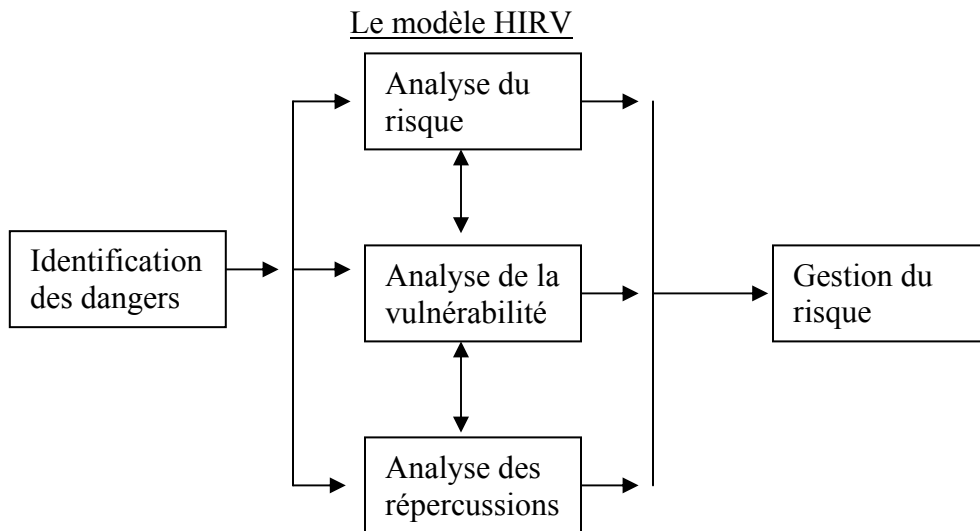 Le modèle HIRV
Analyse du
risque
Identification
des dangers
Analyse de la
vulnérabilité
Gestion du
risque
Analyse des
répercussions